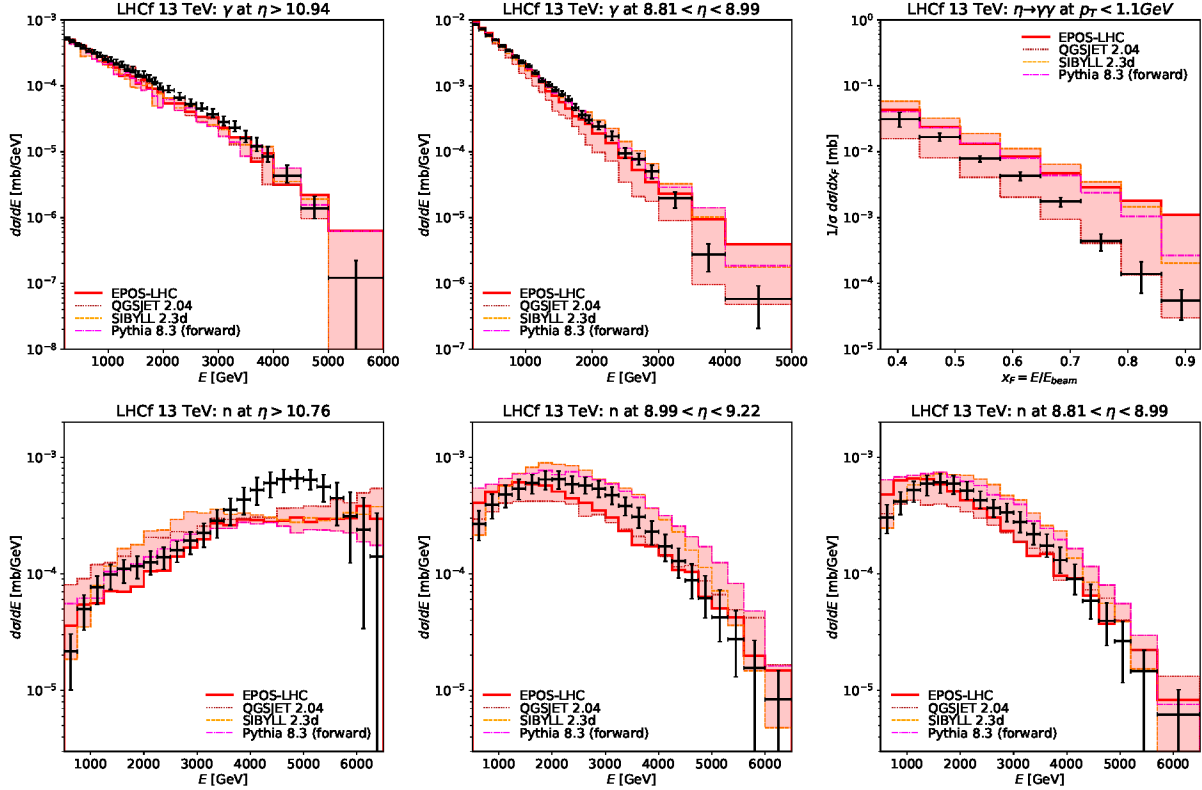 LHCf 13 TeV: γ at η > 10.94
dσ/dE [mb/GeV]
10⁻³
10⁻⁴
10⁻⁵
10⁻⁶
10⁻⁷
10⁻⁸
EPOS-LHC
QGSJET 2.04
SIBYLL 2.3d
Pythia 8.3 (forward)
1000 2000 3000 4000 5000 6000
E [GeV]
LHCf 13 TeV: γ at 8.81 < η < 8.99
dσ/dE [mb/GeV]
10⁻²
10⁻³
10⁻⁴
10⁻⁵
10⁻⁶
10⁻⁷
EPOS-LHC
QGSJET 2.04
SIBYLL 2.3d
Pythia 8.3 (forward)
1000 2000 3000 4000 5000
E [GeV]
LHCf 13 TeV: η→γγ at p_T < 1.1GeV
1/σ dσ/dx_F [mb]
10¹
10⁰
10⁻¹
10⁻²
10⁻³
10⁻⁴
10⁻⁵
EPOS-LHC
QGSJET 2.04
SIBYLL 2.3d
Pythia 8.3 (forward)
0.4 0.5 0.6 0.7 0.8 0.9
x_F = E/E_beam
LHCf 13 TeV: n at η > 10.76
dσ/dE [mb/GeV]
10⁻³
10⁻⁴
10⁻⁵
EPOS-LHC
QGSJET 2.04
SIBYLL 2.3d
Pythia 8.3 (forward)
1000 2000 3000 4000 5000 6000
E [GeV]
LHCf 13 TeV: n at 8.99 < η < 9.22
dσ/dE [mb/GeV]
10⁻³
10⁻⁴
10⁻⁵
EPOS-LHC
QGSJET 2.04
SIBYLL 2.3d
Pythia 8.3 (forward)
1000 2000 3000 4000 5000 6000
E [GeV]
LHCf 13 TeV: n at 8.81 < η < 8.99
dσ/dE [mb/GeV]
10⁻³
10⁻⁴
10⁻⁵
EPOS-LHC
QGSJET 2.04
SIBYLL 2.3d
Pythia 8.3 (forward)
1000 2000 3000 4000 5000 6000
E [GeV]